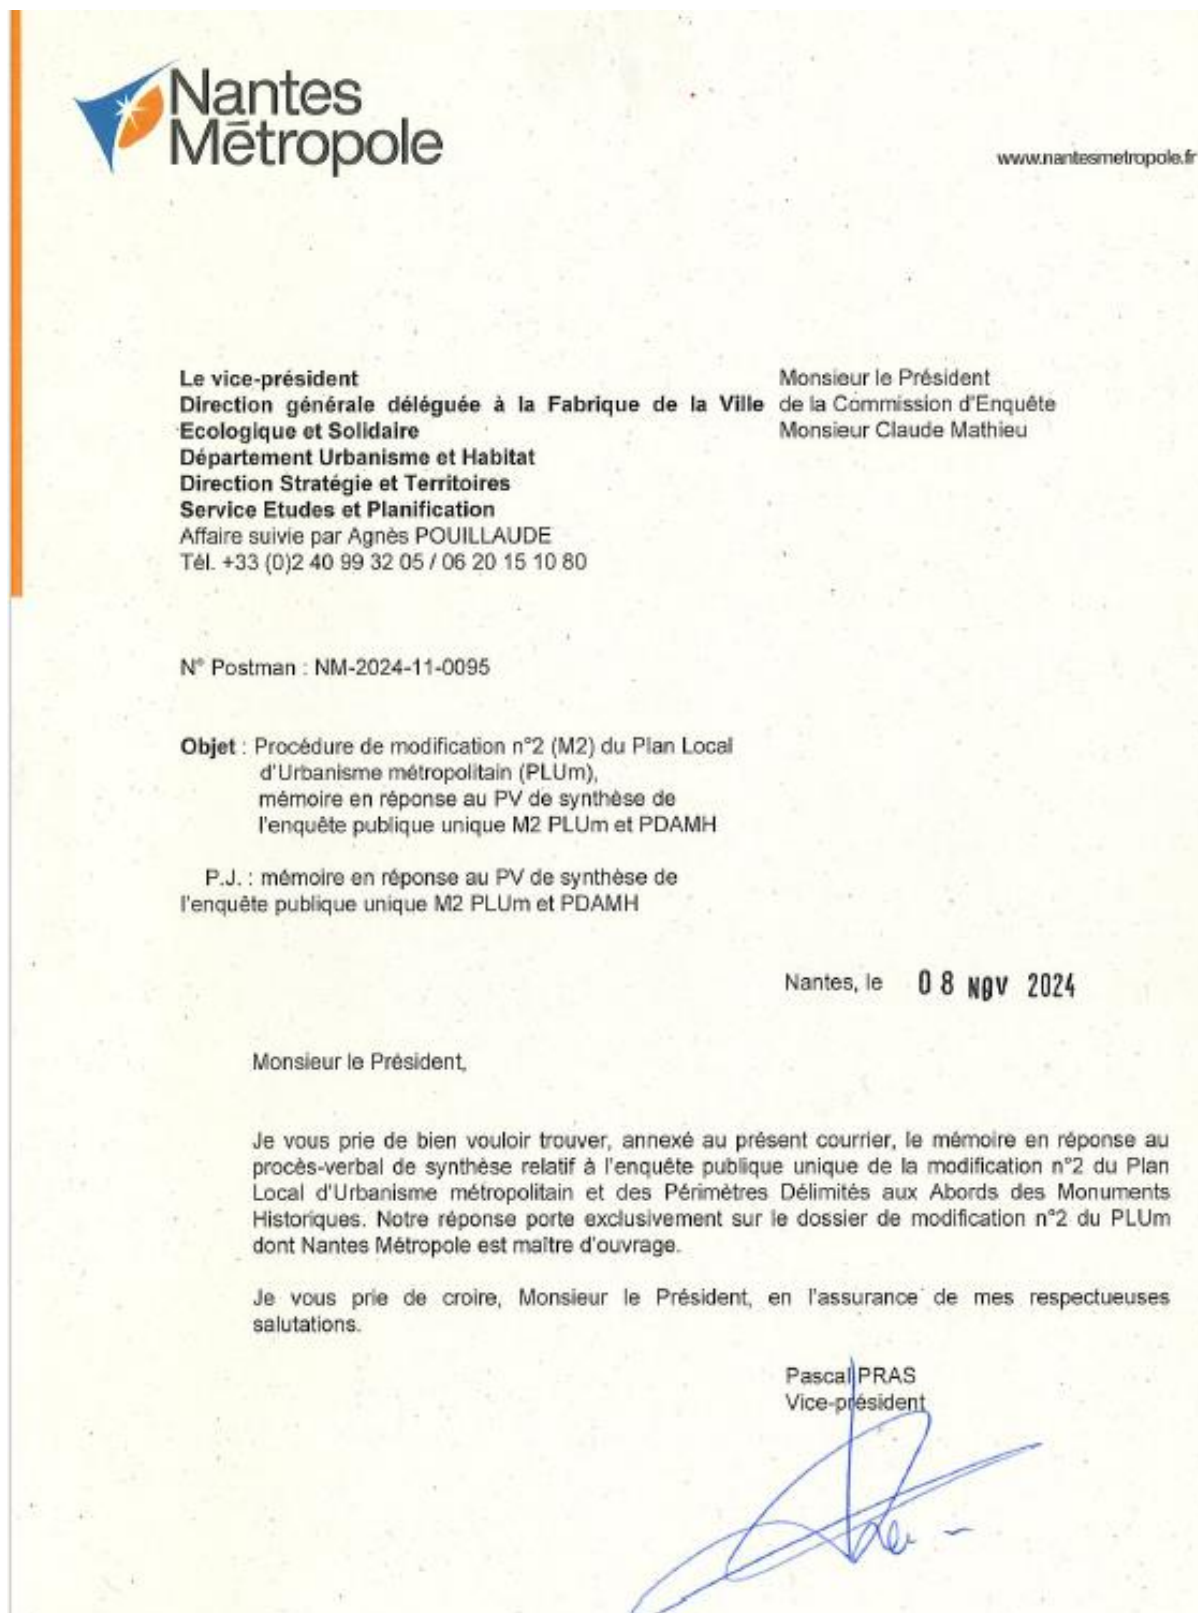 Nantes
Métropole
www.nantesmetropole.fr
Le vice-président
Direction générale déléguée à la Fabrique de la Ville
Ecologique et Solidaire
Département Urbanisme et Habitat
Direction Stratégie et Territoires
Service Etudes et Planification
Affaire suivie par Agnès POUILLAUDE
Tél. +33 (0)2 40 99 32 05 / 06 20 15 10 80
Monsieur le Président
de la Commission d'Enquête
Monsieur Claude Mathieu
N° Postman : NM-2024-11-0095
Objet : Procédure de modification n°2 (M2) du Plan Local
d'Urbanisme métropolitain (PLUm),
mémoire en réponse au PV de synthèse de
l'enquête publique unique M2 PLUm et PDAMH
P.J. : mémoire en réponse au PV de synthèse de
l'enquête publique unique M2 PLUm et PDAMH
Nantes, le 08 NOV 2024
Monsieur le Président,
Je vous prie de bien vouloir trouver, annexé au présent courrier, le mémoire en réponse au
procès-verbal de synthèse relatif à l'enquête publique unique de la modification n°2 du Plan
Local d'Urbanisme métropolitain et des Périmètres Délimités aux Abords des Monuments
Historiques. Notre réponse porte exclusivement sur le dossier de modification n°2 du PLUm
dont Nantes Métropole est maître d'ouvrage.
Je vous prie de croire, Monsieur le Président, en l'assurance de mes respectueuses
salutations.
Pascal PRAS
Vice-président